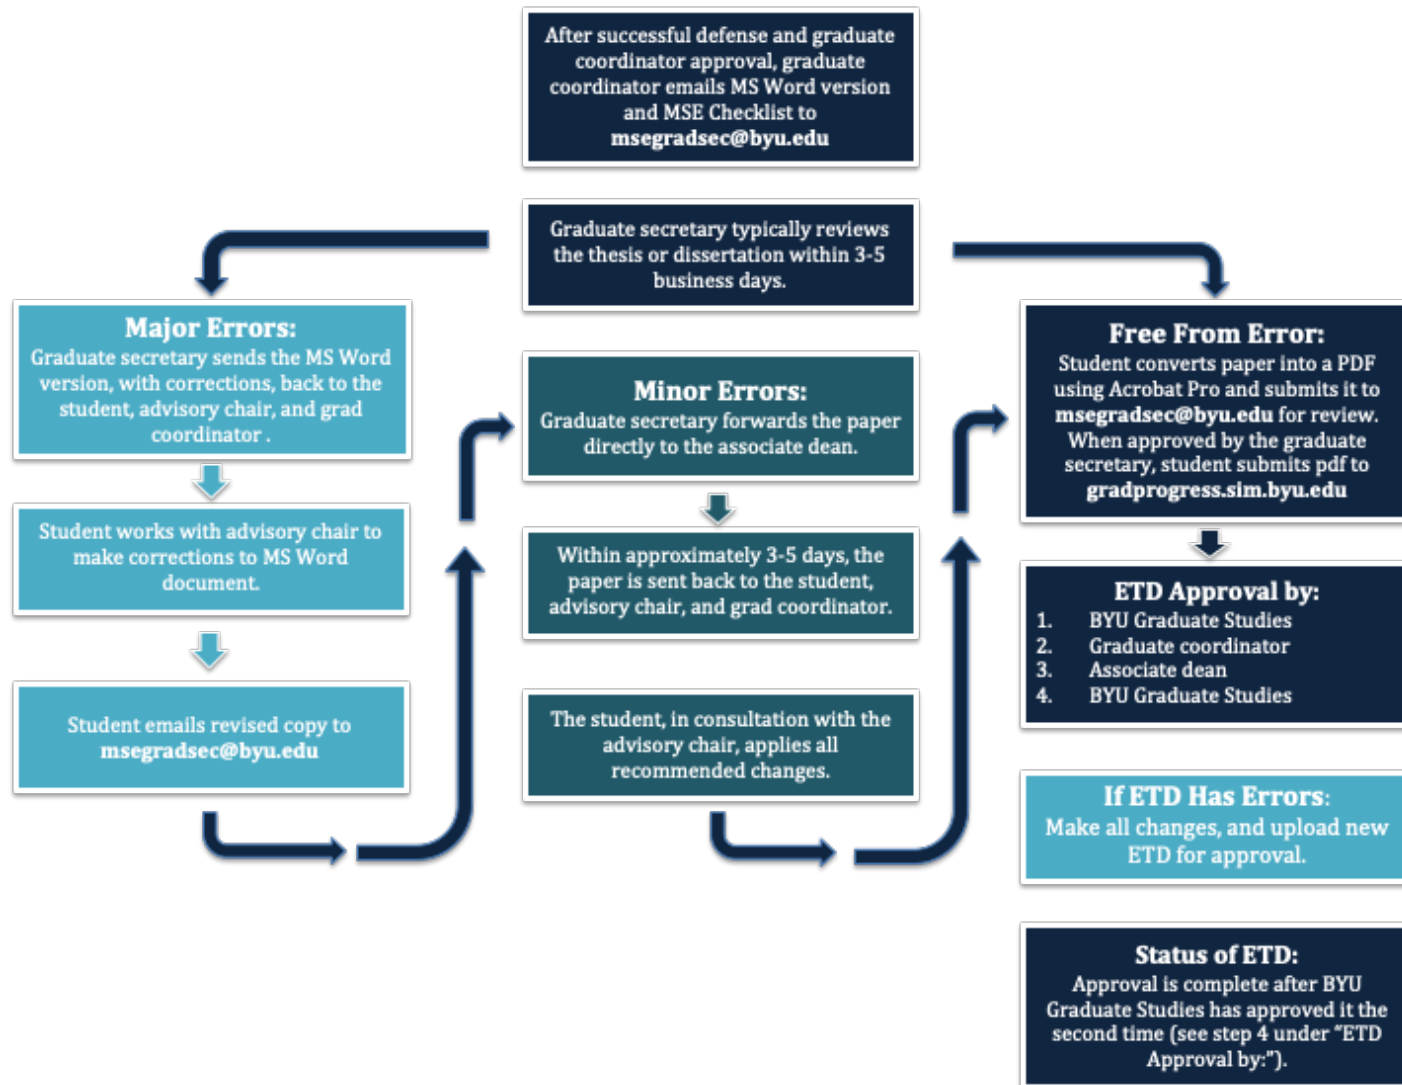 After successful defense and graduate
coordinator approval, graduate
coordinator emails MS Word version
and MSE Checklist to
msegradsec@byu.edu
Graduate secretary typically reviews
the thesis or dissertation within 3-5
business days.
Major Errors:
Graduate secretary sends the MS Word
version, with corrections, back to the
student, advisory chair, and grad
coordinator .
Student works with advisory chair to
make corrections to MS Word
document.
Student emails revised copy to
msegradsec@byu.edu
Minor Errors:
Graduate secretary forwards the paper
directly to the associate dean.
Within approximately 3-5 days, the
paper is sent back to the student,
advisory chair, and grad coordinator.
The student, in consultation with the
advisory chair, applies all
recommended changes.
Free From Error:
Student converts paper into a PDF
using Acrobat Pro and submits it to
msegradsec@byu.edu for review.
When approved by the graduate
secretary, student submits pdf to
gradprogress.sim.byu.edu
ETD Approval by:
1. BYU Graduate Studies
2. Graduate coordinator
3. Associate dean
4. BYU Graduate Studies
If ETD Has Errors:
Make all changes, and upload new
ETD for approval.
Status of ETD:
Approval is complete after BYU
Graduate Studies has approved it the
second time (see step 4 under “ETD
Approval by:”).